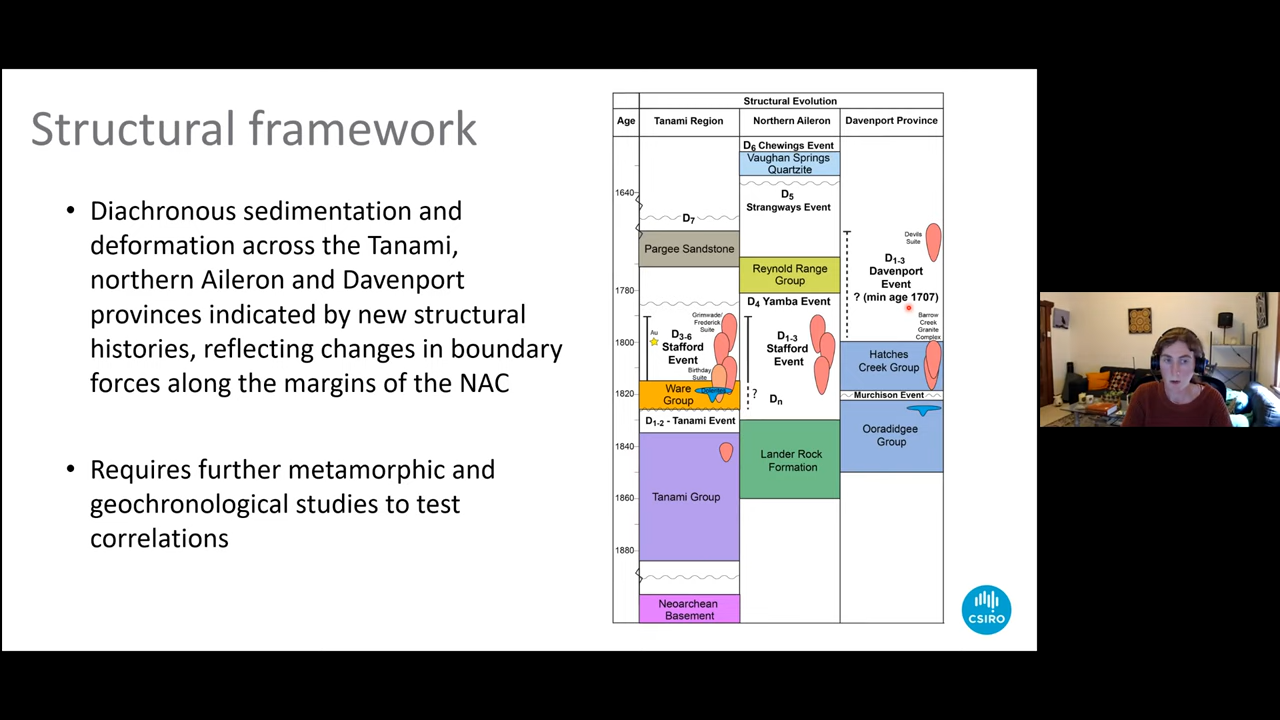 Structural framework
• Diachronous sedimentation and
deformation across the Tanami,
northern Aileron and Davenport
provinces indicated by new structural
histories, reflecting changes in boundary
forces along the margins of the NAC
• Requires further metamorphic and
geochronological studies to test
correlations
Structural Evolution
Age
Tanami Region
Northern Aileron
Davenport Province
1640
1780
1800
1820
1840
1860
1880
D7
Pargee Sandstone
Grimwade/
Frederick
Suite
Au
D3-6
Stafford
Event
Birthday
Suite
Ware
Group
D1-2 - Tanami Event
Tanami Group
Neoarchean
Basement
D6 Chewings Event
Vaughan Springs
Quartzite
D5
Strangways Event
Reynold Range
Group
D4 Yamba Event
D1-3
Stafford
Event
?
Dn
Lander Rock
Formation
Devils
Suite
D1-3
Davenport
Event
? (min age 1707)
Barrow
Creek
Granite
Complex
Hatches
Creek Group
Murchison Event
Ooradidgee
Group
CSIRO